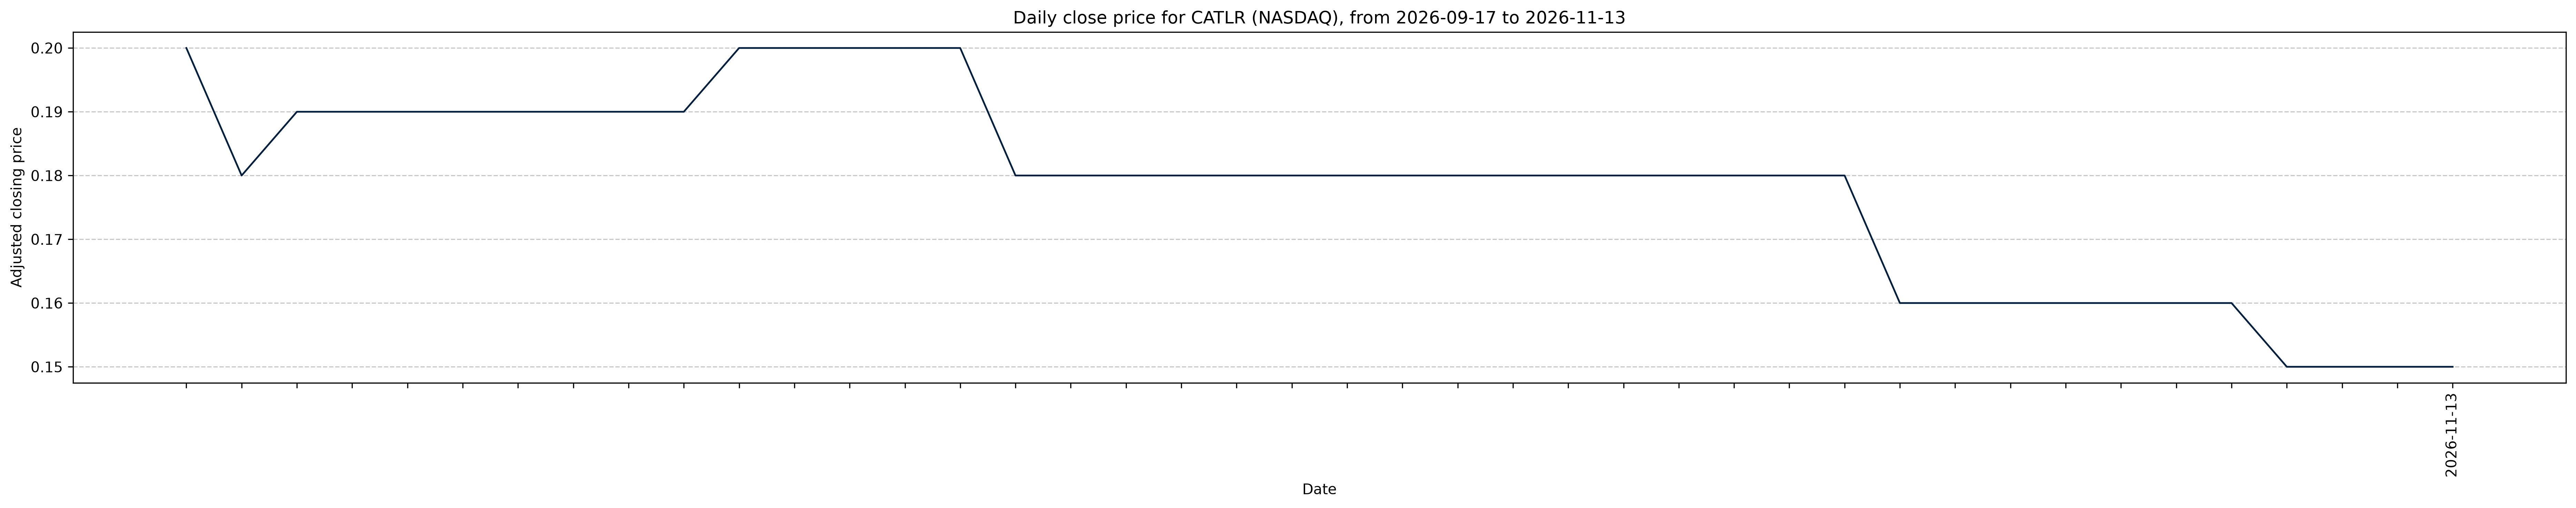 Daily close price for CATLR (NASDAQ), from 2026-09-17 to 2026-11-13
Adjusted closing price
0.20
0.19
0.18
0.17
0.16
0.15
2026-11-13
Date